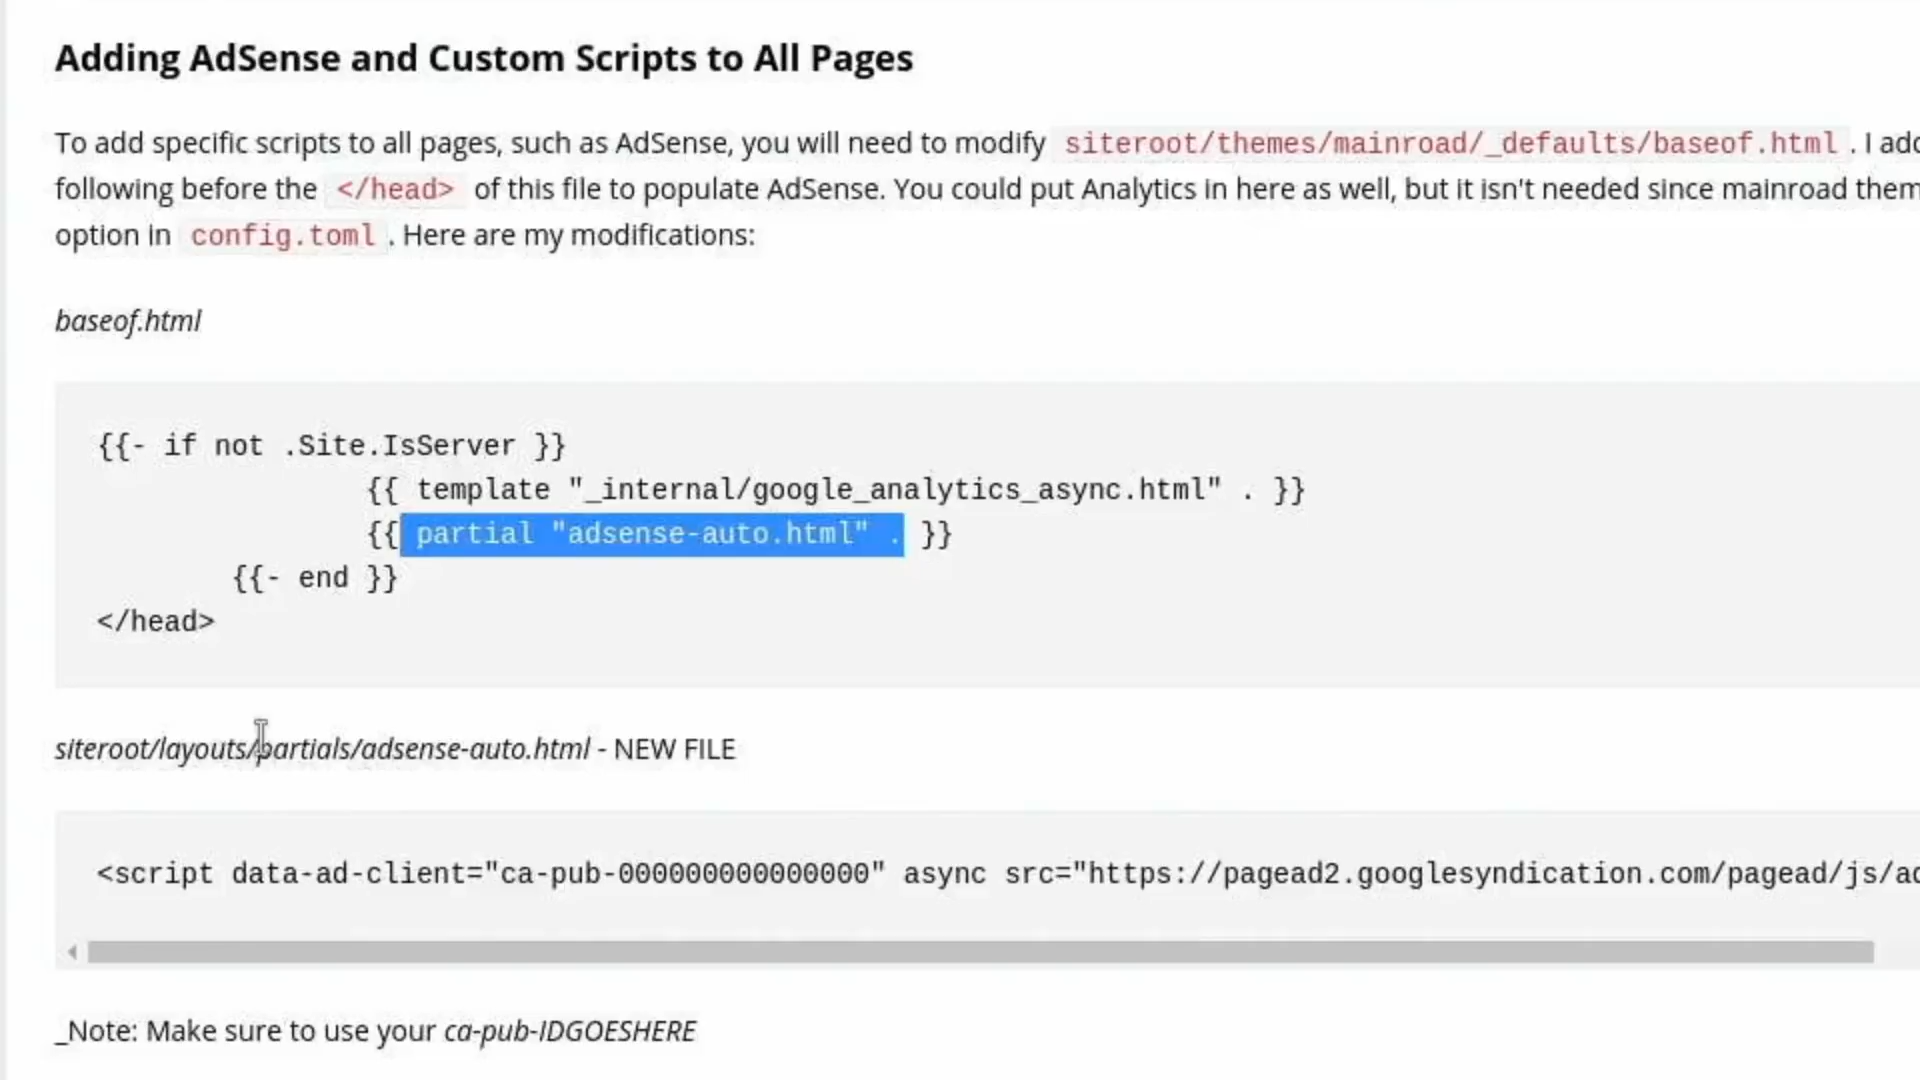 Adding AdSense and Custom Scripts to All Pages
To add specific scripts to all pages, such as AdSense, you will need to modify siteroot/themes/mainroad/_defaults/baseof.html . I
following before the </head> of this file to populate AdSense. You could put Analytics in here as well, but it isn't needed since mainroad
option in config.toml . Here are my modifications:
baseof.html
{{- if not .Site.IsServer }}
{{ template "_internal/google_analytics_async.html" . }}
{{ partial "adsense-auto.html" . }}
{{- end }}
</head>
siteroot/layouts/partials/adsense-auto.html - NEW FILE
<script data-ad-client="ca-pub-000000000000000" async src="https://pagead2.googlesyndication.com/pagead/js/
_Note: Make sure to use your ca-pub-IDGOESHERE